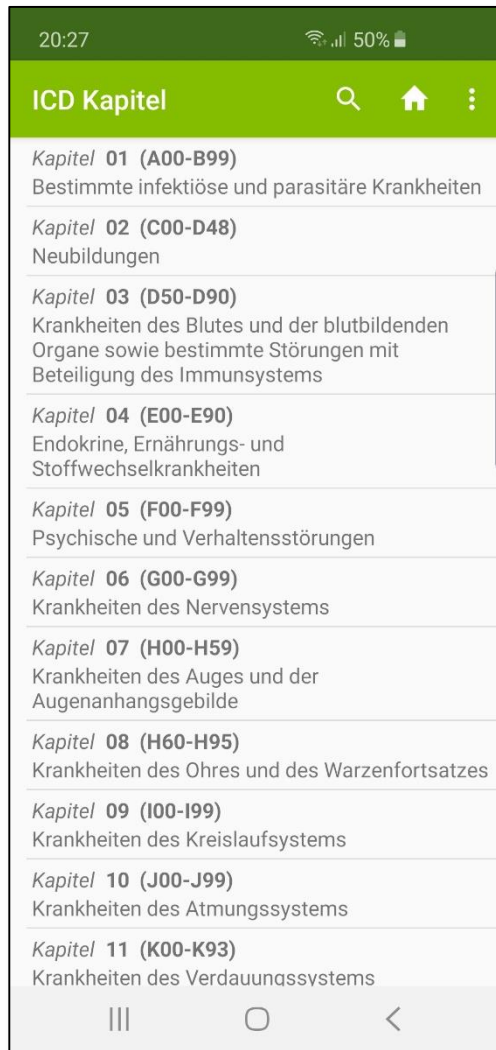 20:27 50%
ICD Kapitel
Kapitel 01 (A00-B99)
Bestimmte infektiöse und parasitäre Krankheiten
Kapitel 02 (C00-D48)
Neubildungen
Kapitel 03 (D50-D90)
Krankheiten des Blutes und der blutbildenden
Organe sowie bestimmte Störungen mit
Beteiligung des Immunsystems
Kapitel 04 (E00-E90)
Endokrine, Ernährungs- und
Stoffwechselkrankheiten
Kapitel 05 (F00-F99)
Psychische und Verhaltensstörungen
Kapitel 06 (G00-G99)
Krankheiten des Nervensystems
Kapitel 07 (H00-H59)
Krankheiten des Auges und der
Augenanhangsgebilde
Kapitel 08 (H60-H95)
Krankheiten des Ohres und des Warzenfortsatzes
Kapitel 09 (I00-I99)
Krankheiten des Kreislaufsystems
Kapitel 10 (J00-J99)
Krankheiten des Atmungssystems
Kapitel 11 (K00-K93)
Krankheiten des Verdauungssystems